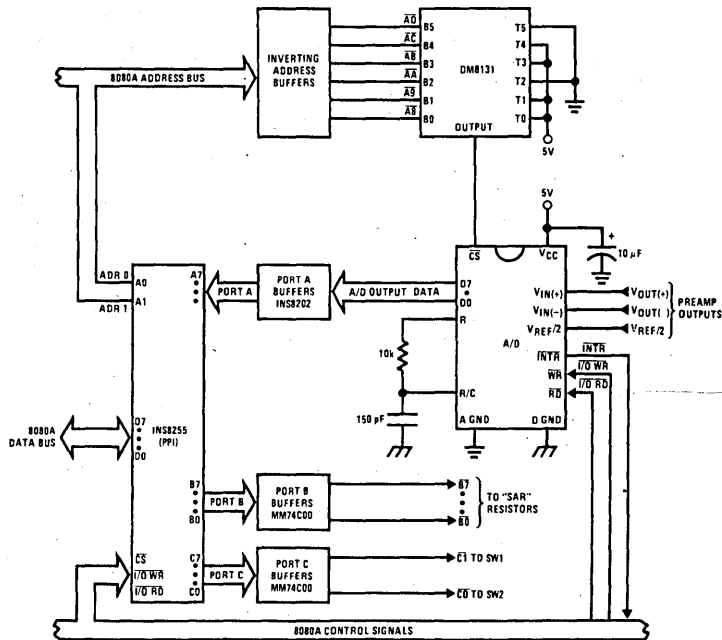 8080A ADDRESS BUS
INVERTING
ADDRESS
BUFFERS
A̅D̅
A̅C̅
A̅B̅
A̅A̅
A̅9̅
A̅8̅
B5
B4
B3
B2
B1
B0
DM8131
OUTPUT
T5
T4
T3
T2
T1
T0
5V
5V
10 µF
+
C̅S̅
VCC
ADR 0
ADR 1
A0
A1
A7
PORT A
PORT A
BUFFERS
INS8202
A/D OUTPUT DATA
D7
D0
R
10k
R/C
150 pF
A GND
D GND
A/D
VIN(+)
VIN(−)
VREF/2
I̅N̅T̅R̅
W̅R̅
R̅D̅
VOUT(+)
VOUT( )
VREF/2
PREAMP
OUTPUTS
I̅N̅T̅R̅
I̅/̅O̅ W̅R̅
I̅/̅O̅ R̅D̅
8080A
DATA BUS
D7
D0
INS8255
(PPI)
B7
B0
PORT B
PORT B
BUFFERS
MM74C00
B̅7̅
B̅0̅
TO "SAR"
RESISTORS
C̅S̅
I̅/̅O̅ W̅R̅
I̅/̅O̅ R̅D̅
C7
C0
PORT C
PORT C
BUFFERS
MM74C00
C̅1̅ TO SW1
C̅0̅ TO SW2
8080A CONTROL SIGNALS